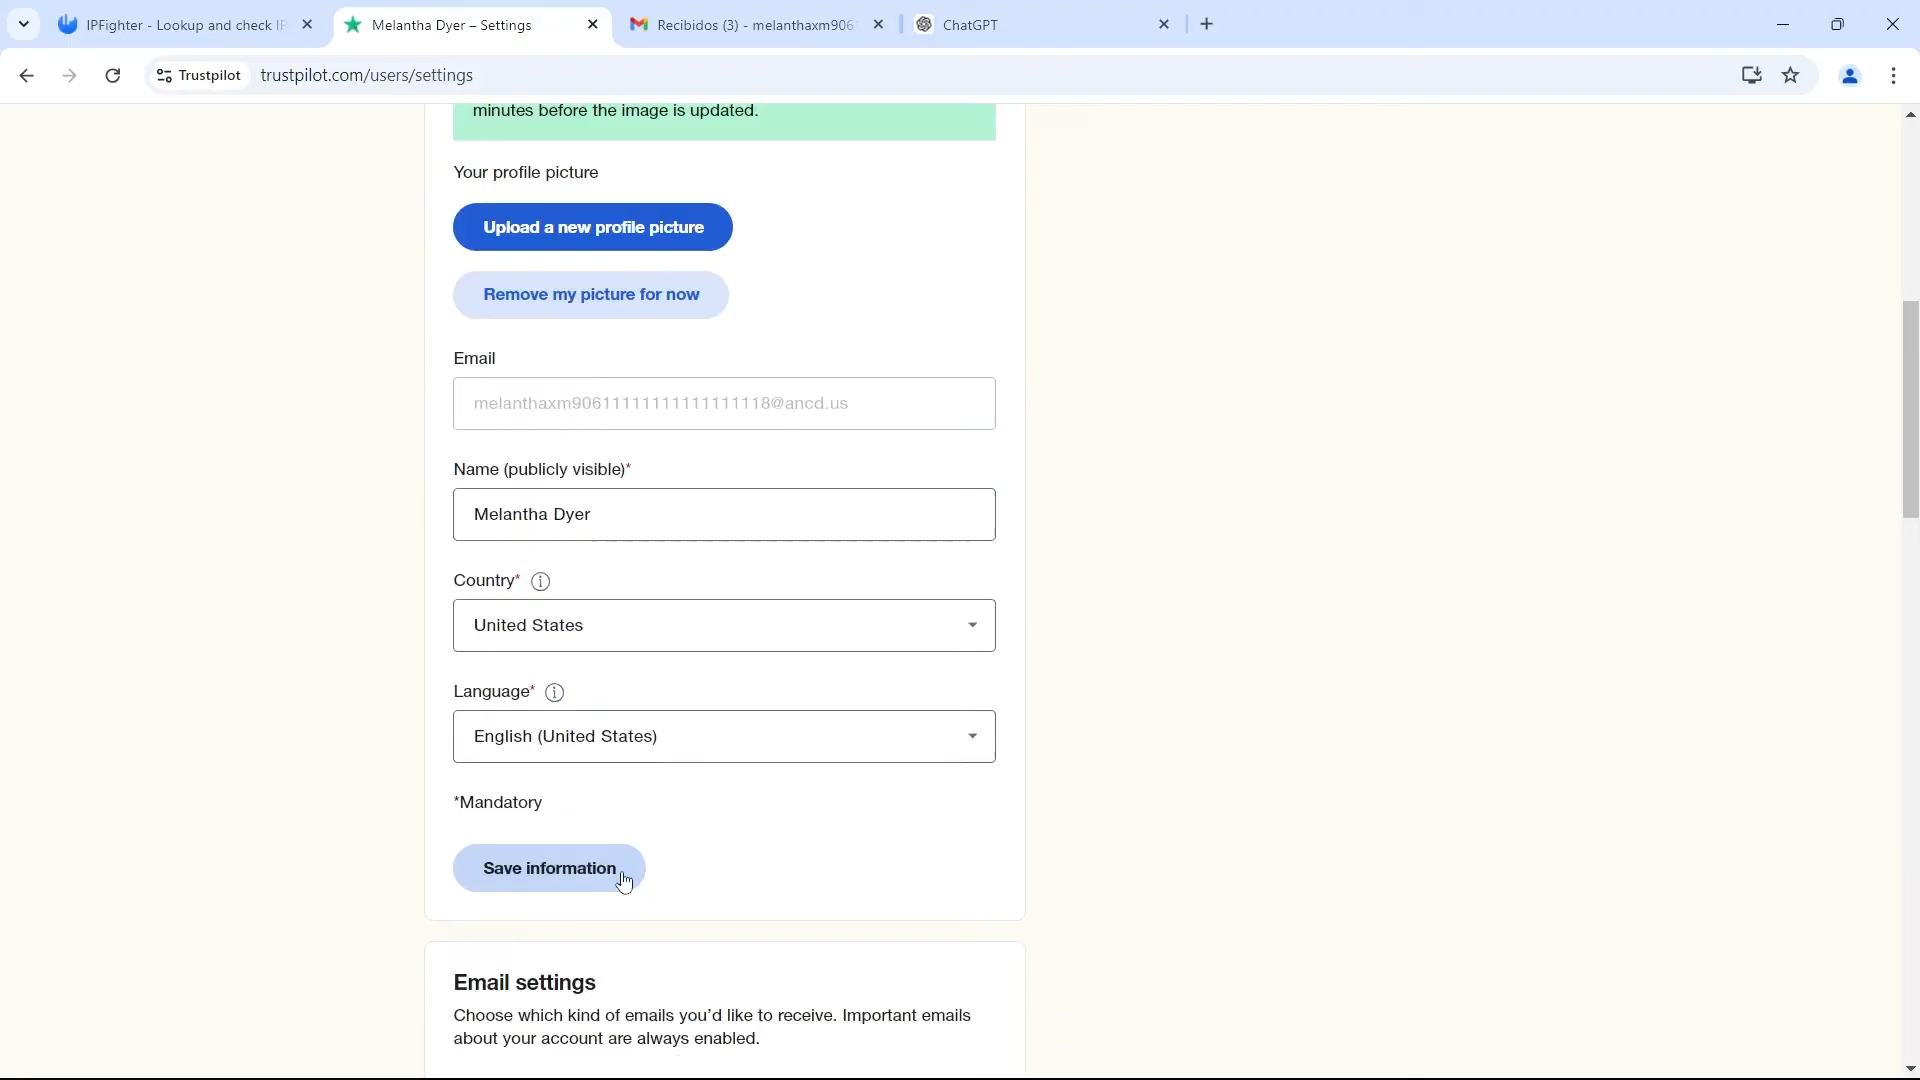 IPFighter - Lookup and check IP
Melantha Dyer – Settings
Recibidos (3) - melanthaxm906
ChatGPT
Trustpilot
trustpilot.com/users/settings
minutes before the image is updated.
Your profile picture
Upload a new profile picture
Remove my picture for now
Email
Name (publicly visible)*
Melantha Dyer
Country*
United States
Language*
English (United States)
*Mandatory
Save information
Email settings
Choose which kind of emails you’d like to receive. Important emails
about your account are always enabled.